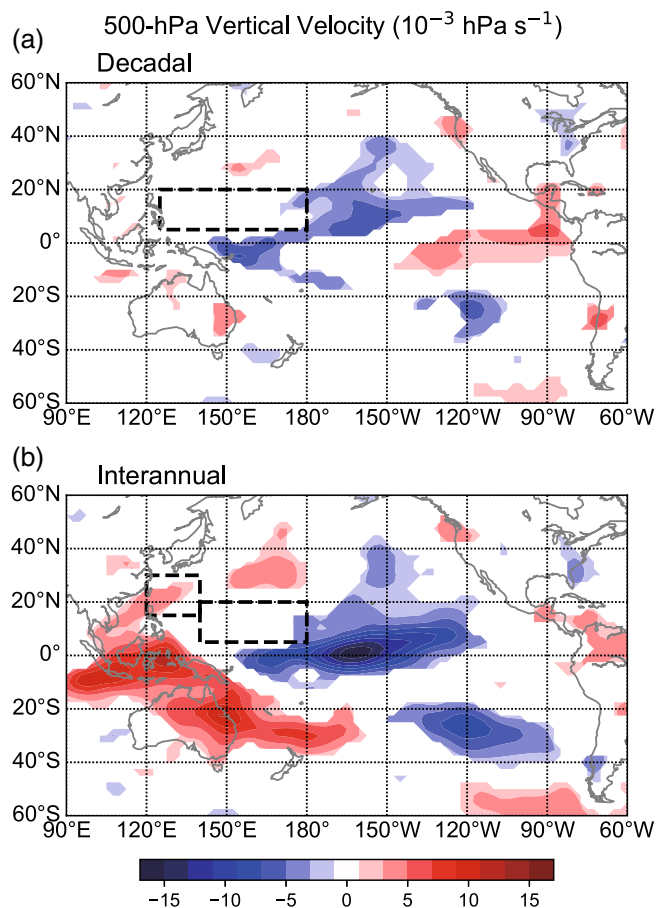 500-hPa Vertical Velocity (10⁻³ hPa s⁻¹)
(a)
Decadal
60°N
40°N
20°N
0°
20°S
40°S
60°S
90°E 120°E 150°E 180° 150°W 120°W 90°W 60°W
(b)
Interannual
60°N
40°N
20°N
0°
20°S
40°S
60°S
90°E 120°E 150°E 180° 150°W 120°W 90°W 60°W
−15 −10 −5 0 5 10 15